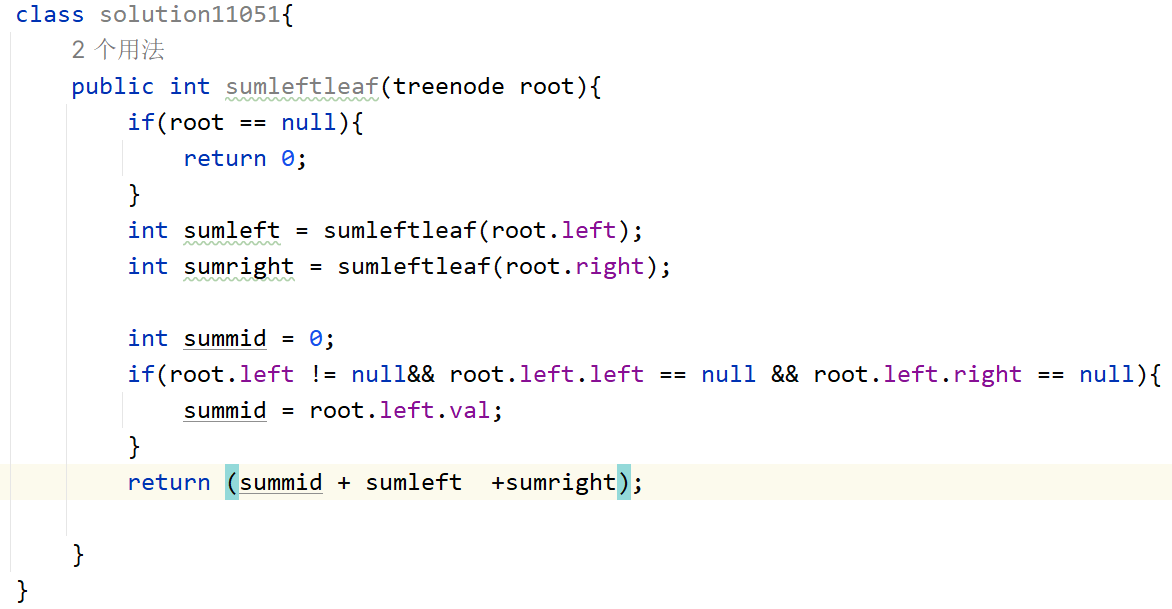 class solution11051{
2 个用法
public int sumleftleaf(treenode root){
if(root == null){
return 0;
}
int sumleft = sumleftleaf(root.left);
int sumright = sumleftleaf(root.right);
int summid = 0;
if(root.left != null&& root.left.left == null && root.left.right == null){
summid = root.left.val;
}
return (summid + sumleft  +sumright);
}
}